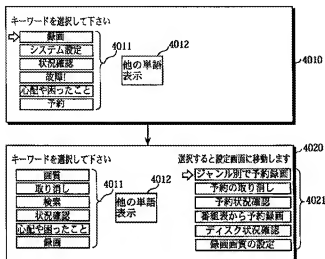 キーワードを選択して下さい
録画
システム設定
状況確認
故障!
心配や困ったこと
予約
4011
4012
他の単語
表示
4010
キーワードを選択して下さい
画質
取り消し
検索
状況確認
心配や困ったこと
録画
4011
4012
他の単語
表示
選択すると設定画面に移動します
ジャンル別で予約録画
予約の取り消し
予約状況確認
番組表から予約録画
ディスク状況確認
録画画質の設定
4020
4021